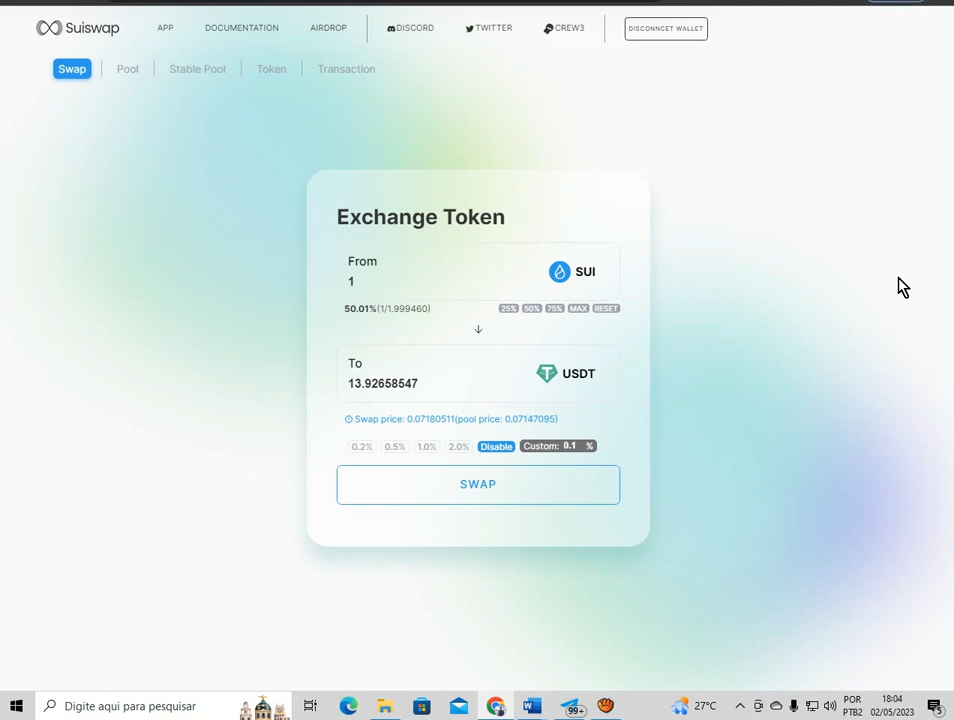 Suiswap
APP
DOCUMENTATION
AIRDROP
DISCORD
TWITTER
CREW3
DISCONNCET WALLET
Swap
Pool
Stable Pool
Token
Transaction
Exchange Token
From
1
SUI
50.01%(1/1.999460)
25% 50% 75% MAX RESET
To
13.92658547
USDT
Swap price: 0.07180511(pool price: 0.07147095)
0.2% 0.5% 1.0% 2.0% Disable Custom: 0.1 %
SWAP
Digite aqui para pesquisar
99+
27°C
POR
PTB2
18:04
02/05/2023
5